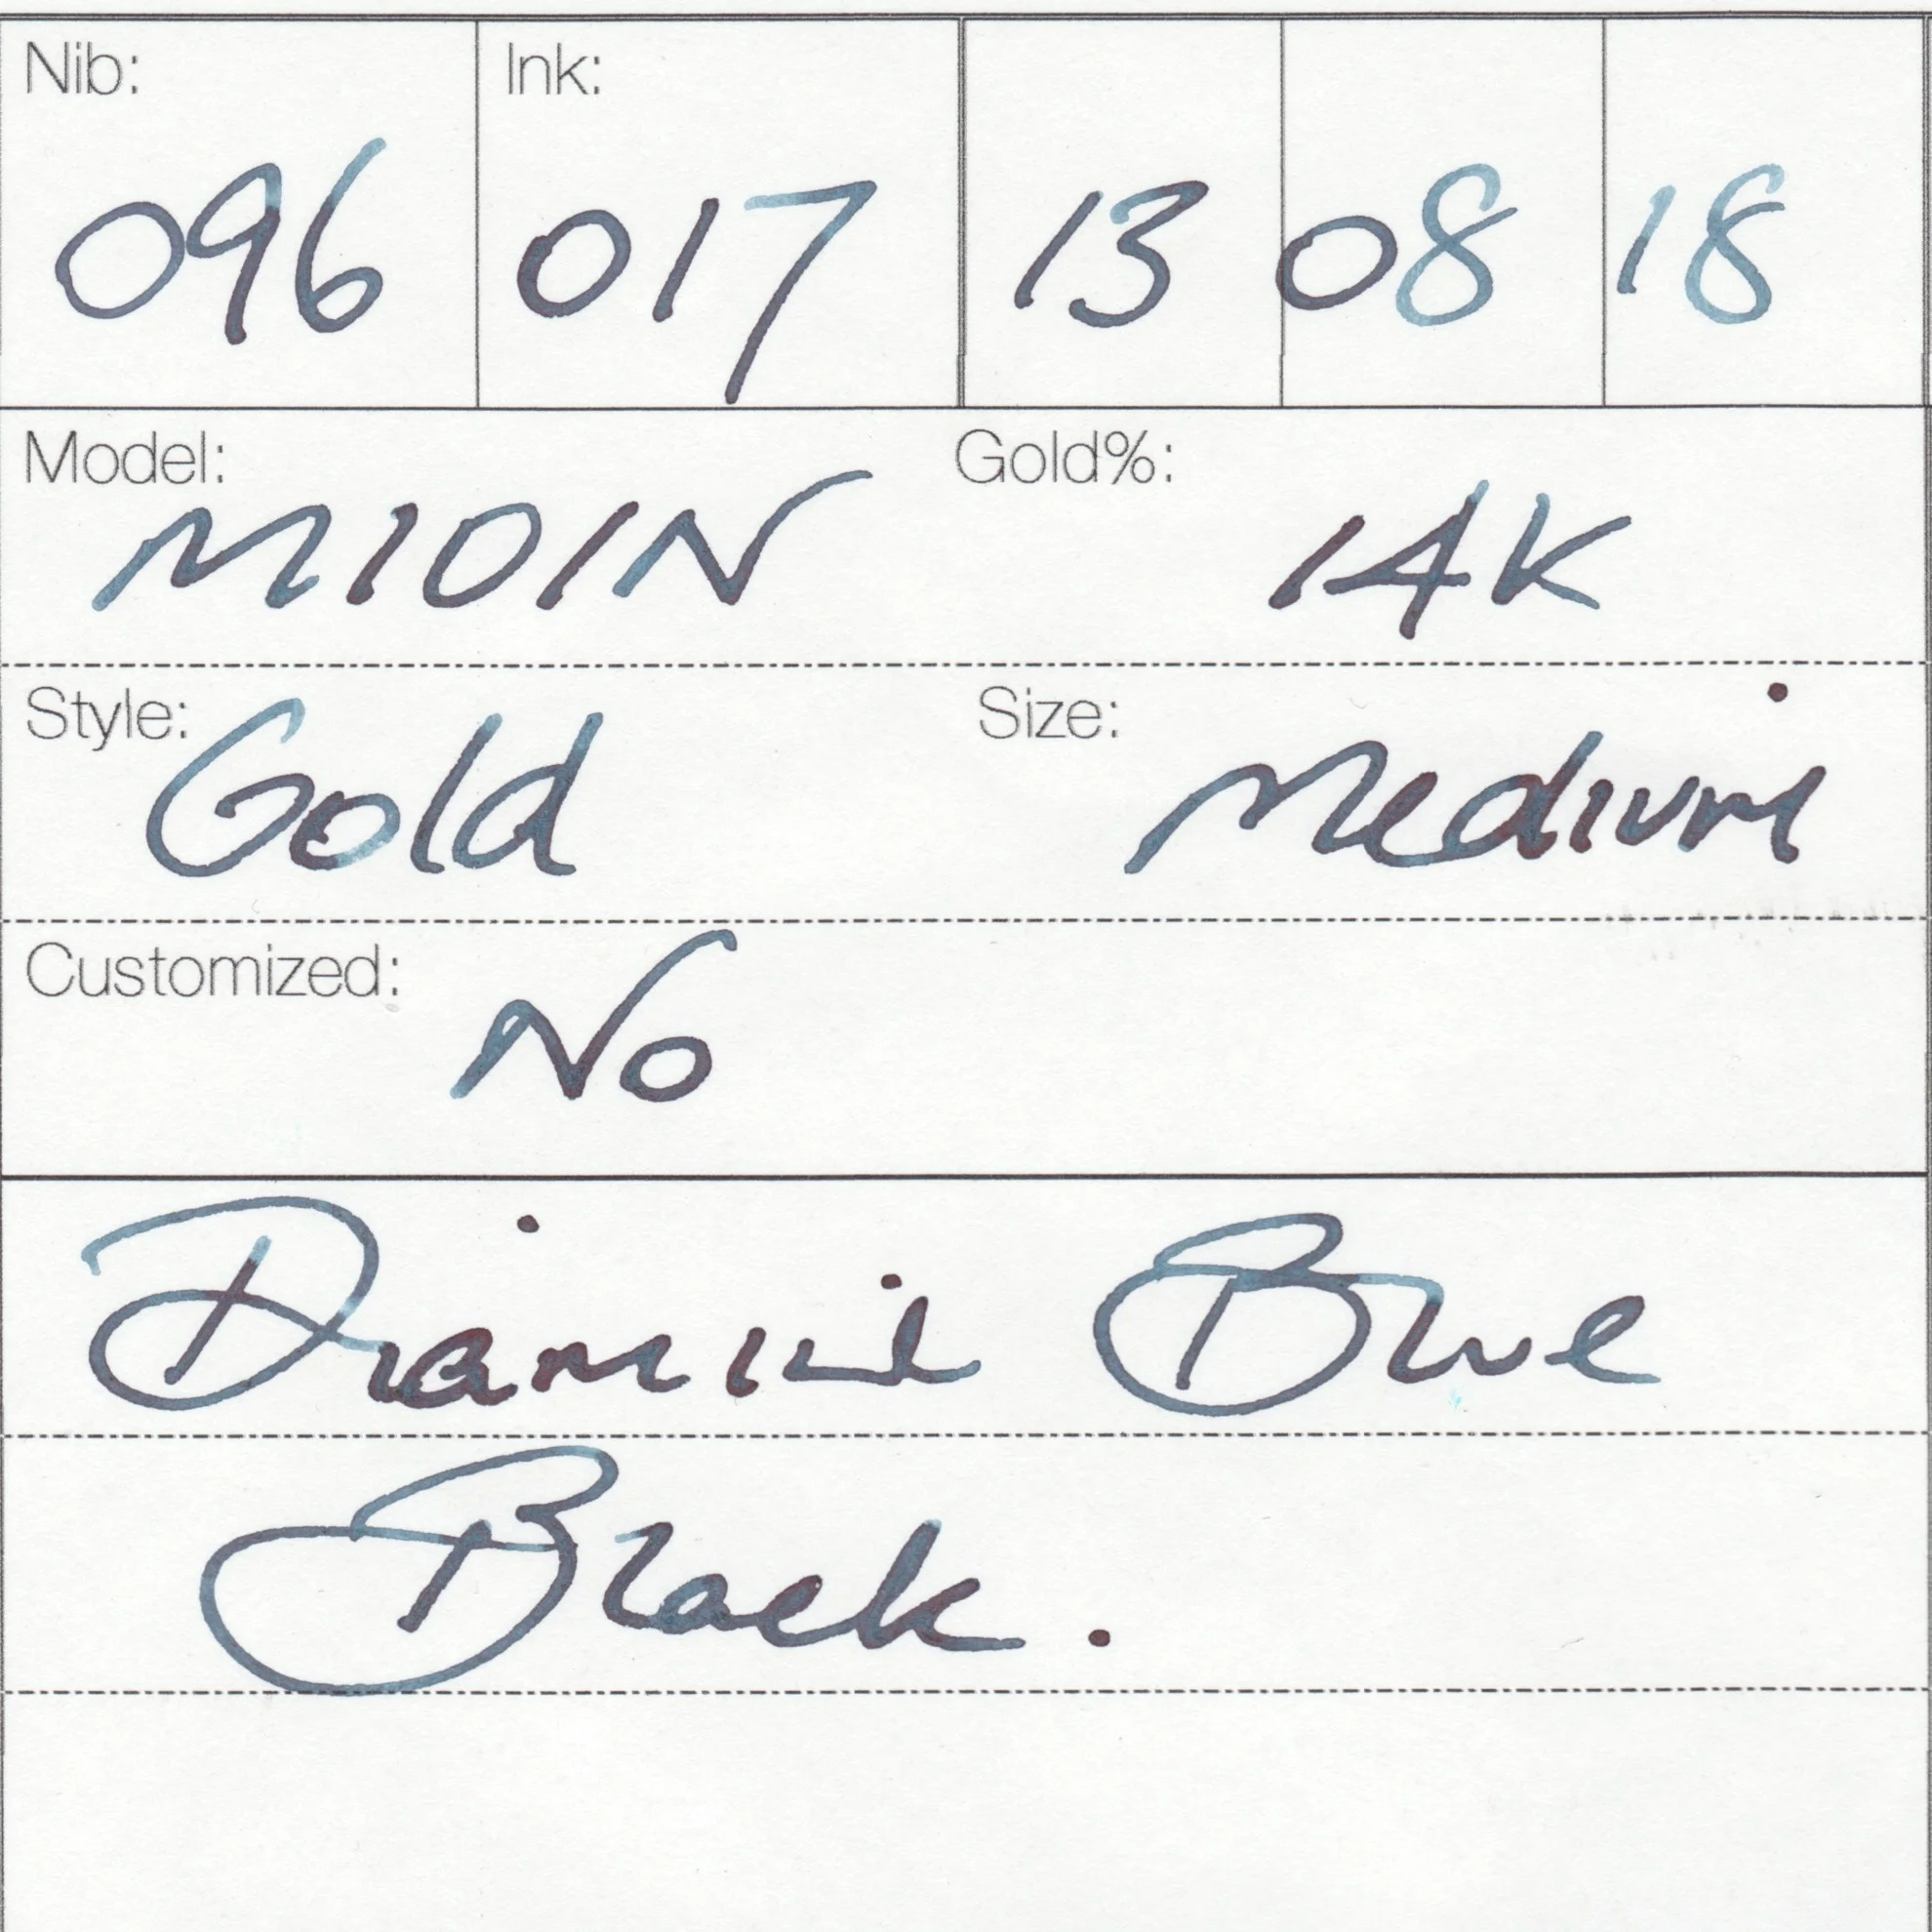 Nib: Ink:
096 017 13 08 18
Model: Gold%:
M101N 14K
Style: Gold Size: Medium
Customized: No
Diamine Blue
Black.